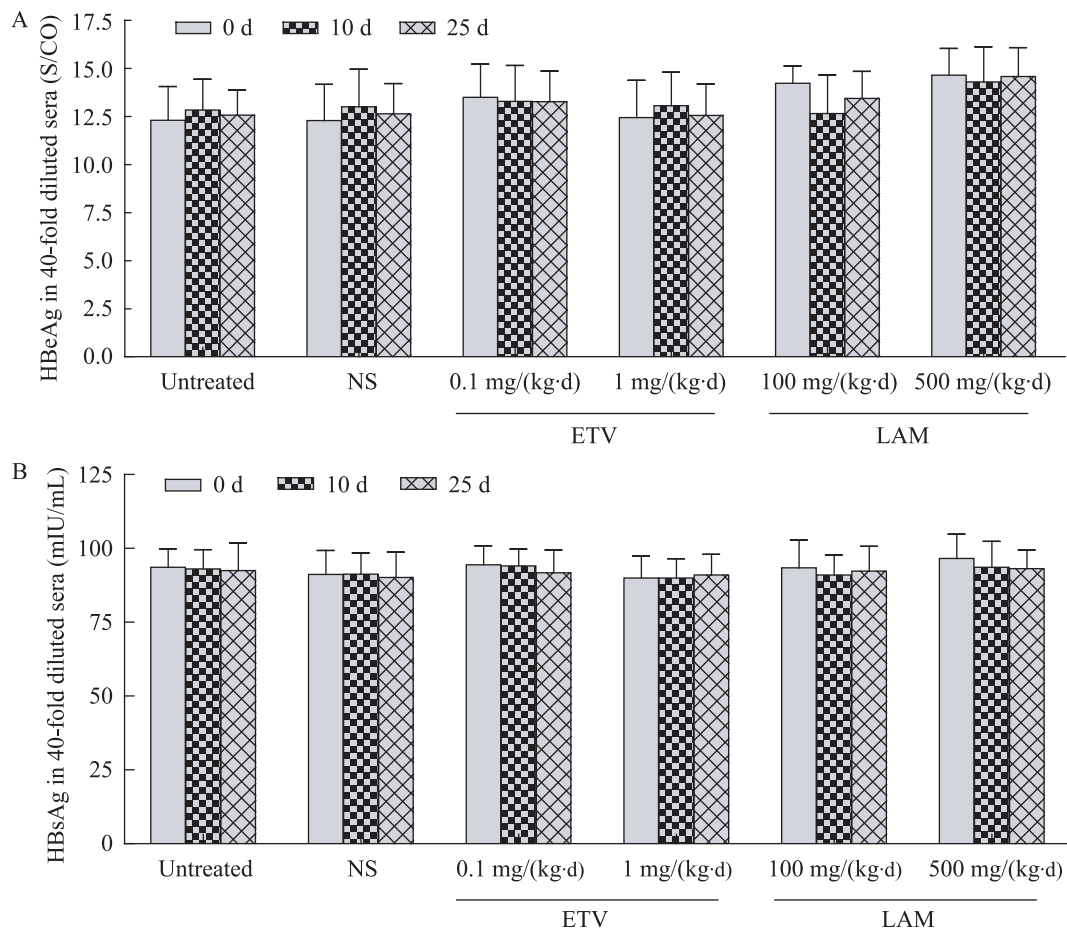 A
HBeAg in 40-fold diluted sera (S/CO)
0 d 10 d 25 d
17.5
15.0
12.5
10.0
7.5
5.0
2.5
0.0
Untreated NS 0.1 mg/(kg·d) 1 mg/(kg·d) 100 mg/(kg·d) 500 mg/(kg·d)
ETV LAM
B
HBsAg in 40-fold diluted sera (mIU/mL)
0 d 10 d 25 d
125
100
75
50
25
0
Untreated NS 0.1 mg/(kg·d) 1 mg/(kg·d) 100 mg/(kg·d) 500 mg/(kg·d)
ETV LAM